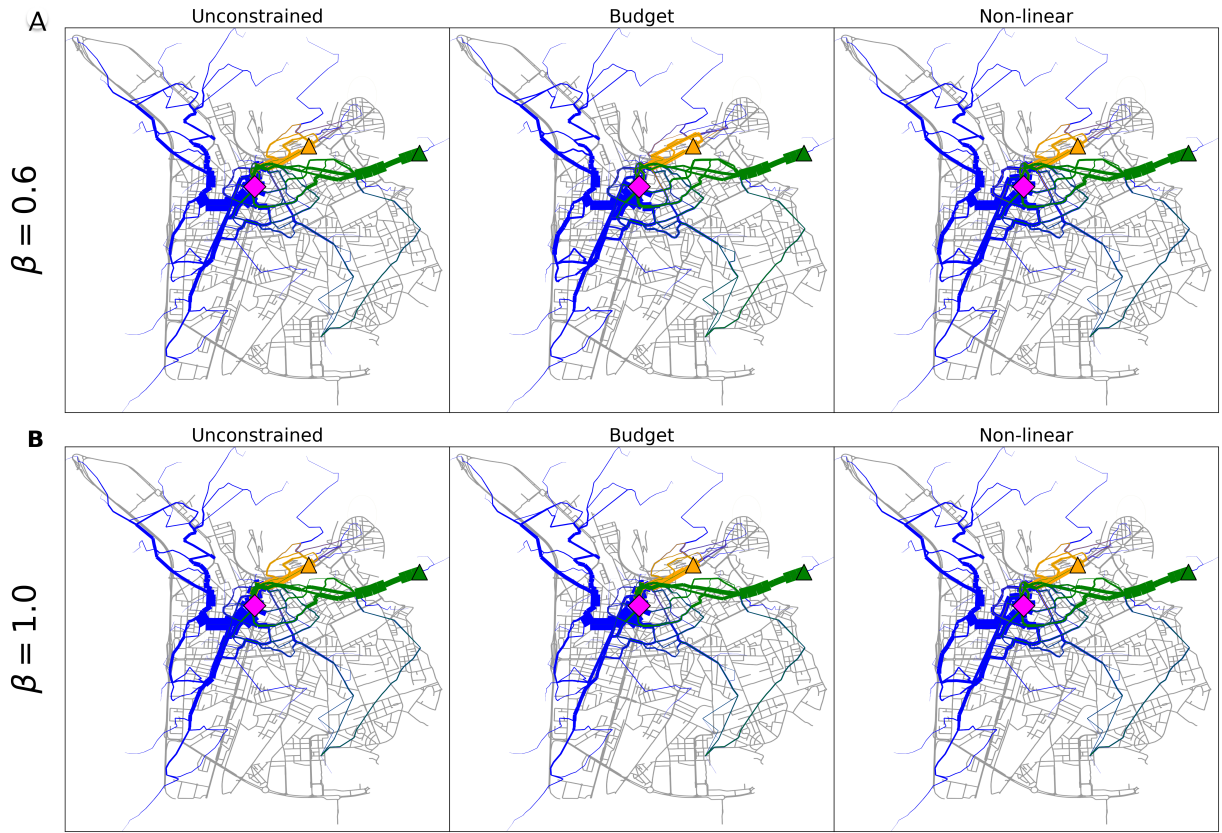 A
Unconstrained
Budget
Non-linear
β = 0.6
B
Unconstrained
Budget
Non-linear
β = 1.0